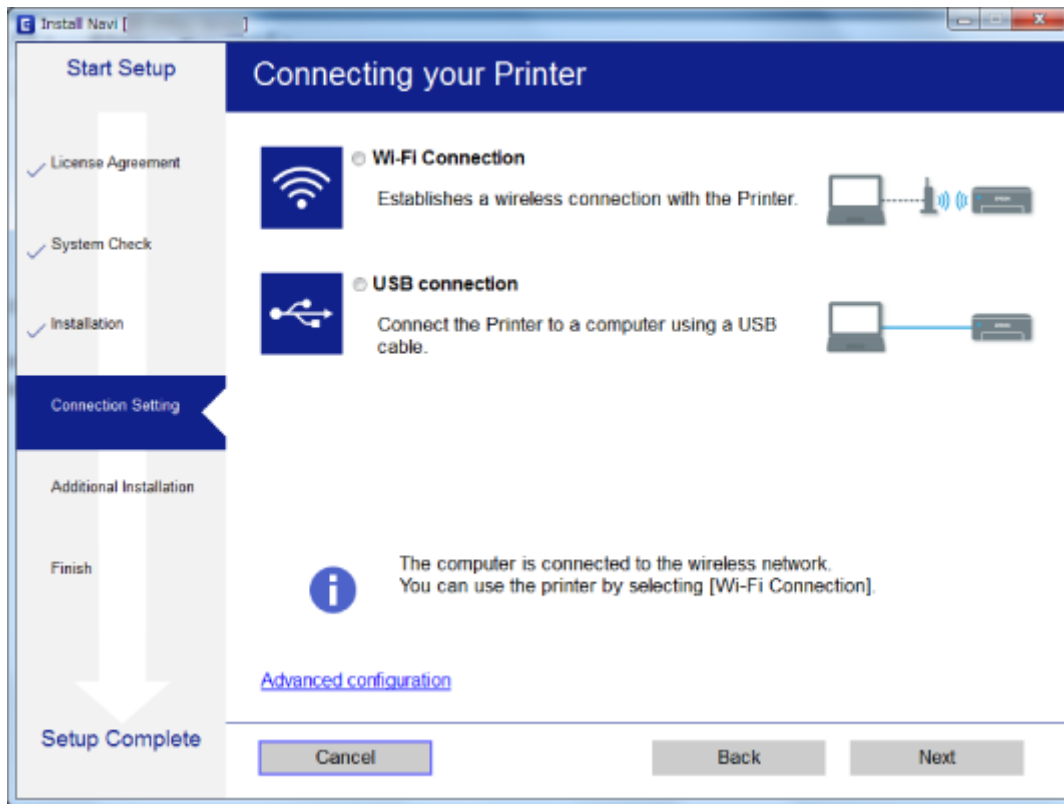 Install Navi [ ]
Start Setup
License Agreement
System Check
Installation
Connection Setting
Additional Installation
Finish
Setup Complete
Connecting your Printer
Wi-Fi Connection
Establishes a wireless connection with the Printer.
USB connection
Connect the Printer to a computer using a USB
cable.
The computer is connected to the wireless network.
You can use the printer by selecting [Wi-Fi Connection].
Advanced configuration
Cancel
Back
Next